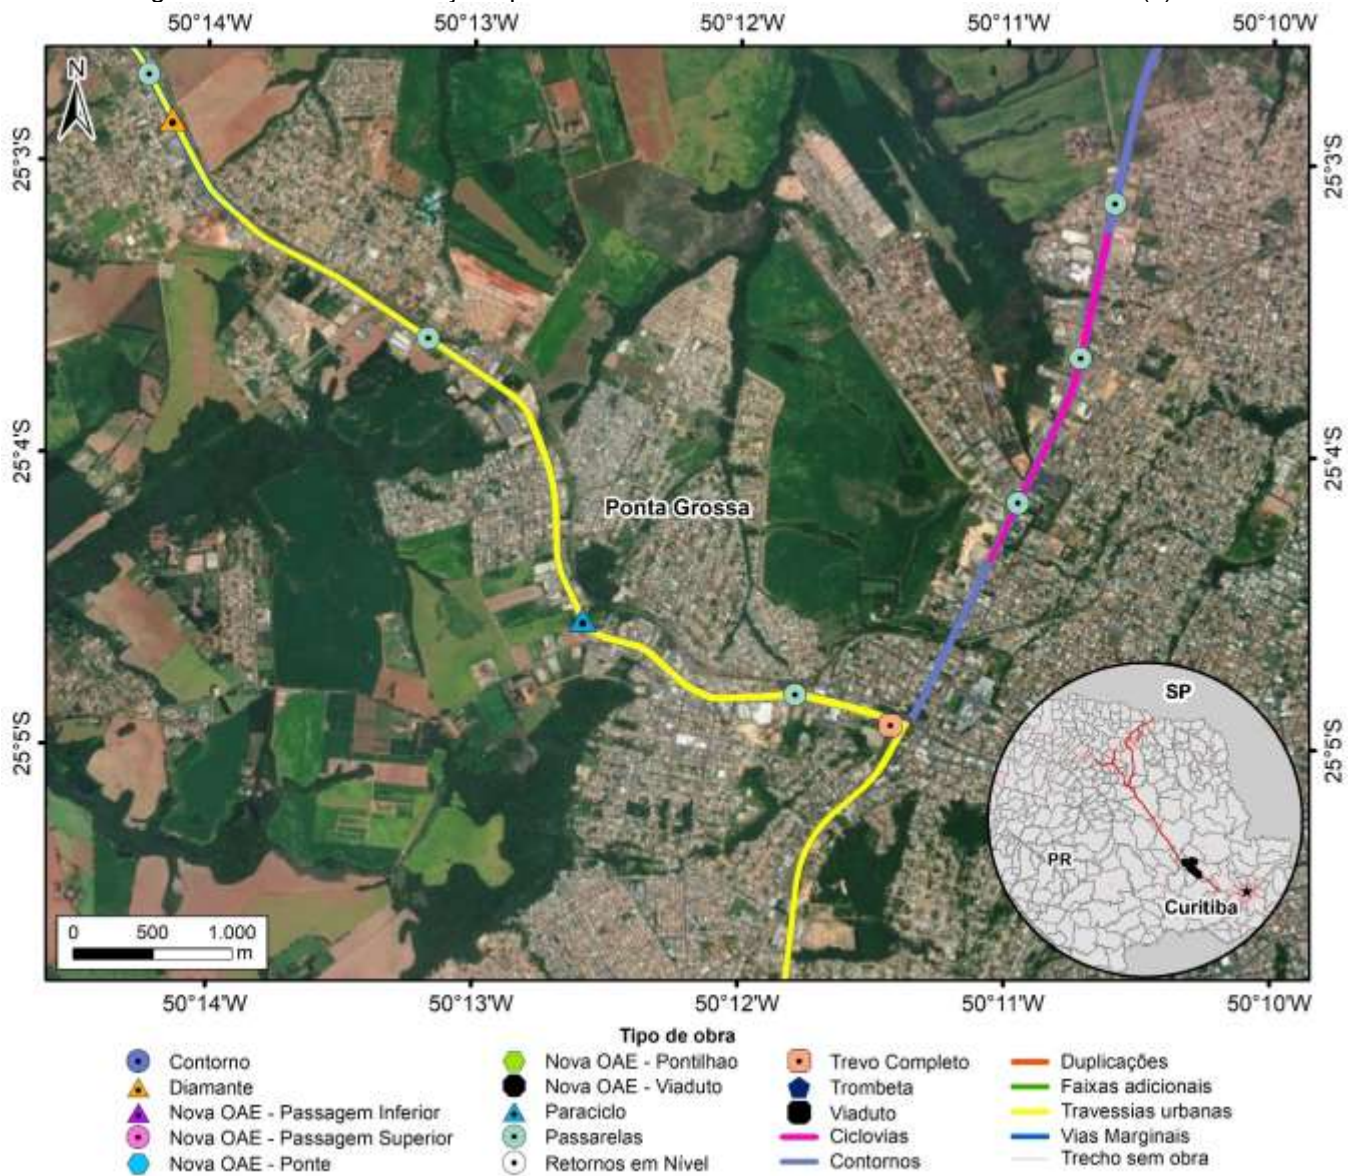 50°14'W 50°13'W 50°12'W 50°11'W 50°10'W
N
25°3'S 25°3'S
25°4'S 25°4'S
Ponta Grossa
25°5'S 25°5'S
SP
PR
Curitiba
0 500 1.000
m
50°14'W 50°13'W 50°12'W 50°11'W 50°10'W
Tipo de obra
Contorno
Diamante
Nova OAE - Passagem Inferior
Nova OAE - Passagem Superior
Nova OAE - Ponte
Nova OAE - Pontilhao
Nova OAE - Viaduto
Paraciclo
Passarelas
Retornos em Nível
Trevo Completo
Trombeta
Viaduto
Ciclovias
Contornos
Duplicações
Faixas adicionais
Travessias urbanas
Vias Marginais
Trecho sem obra